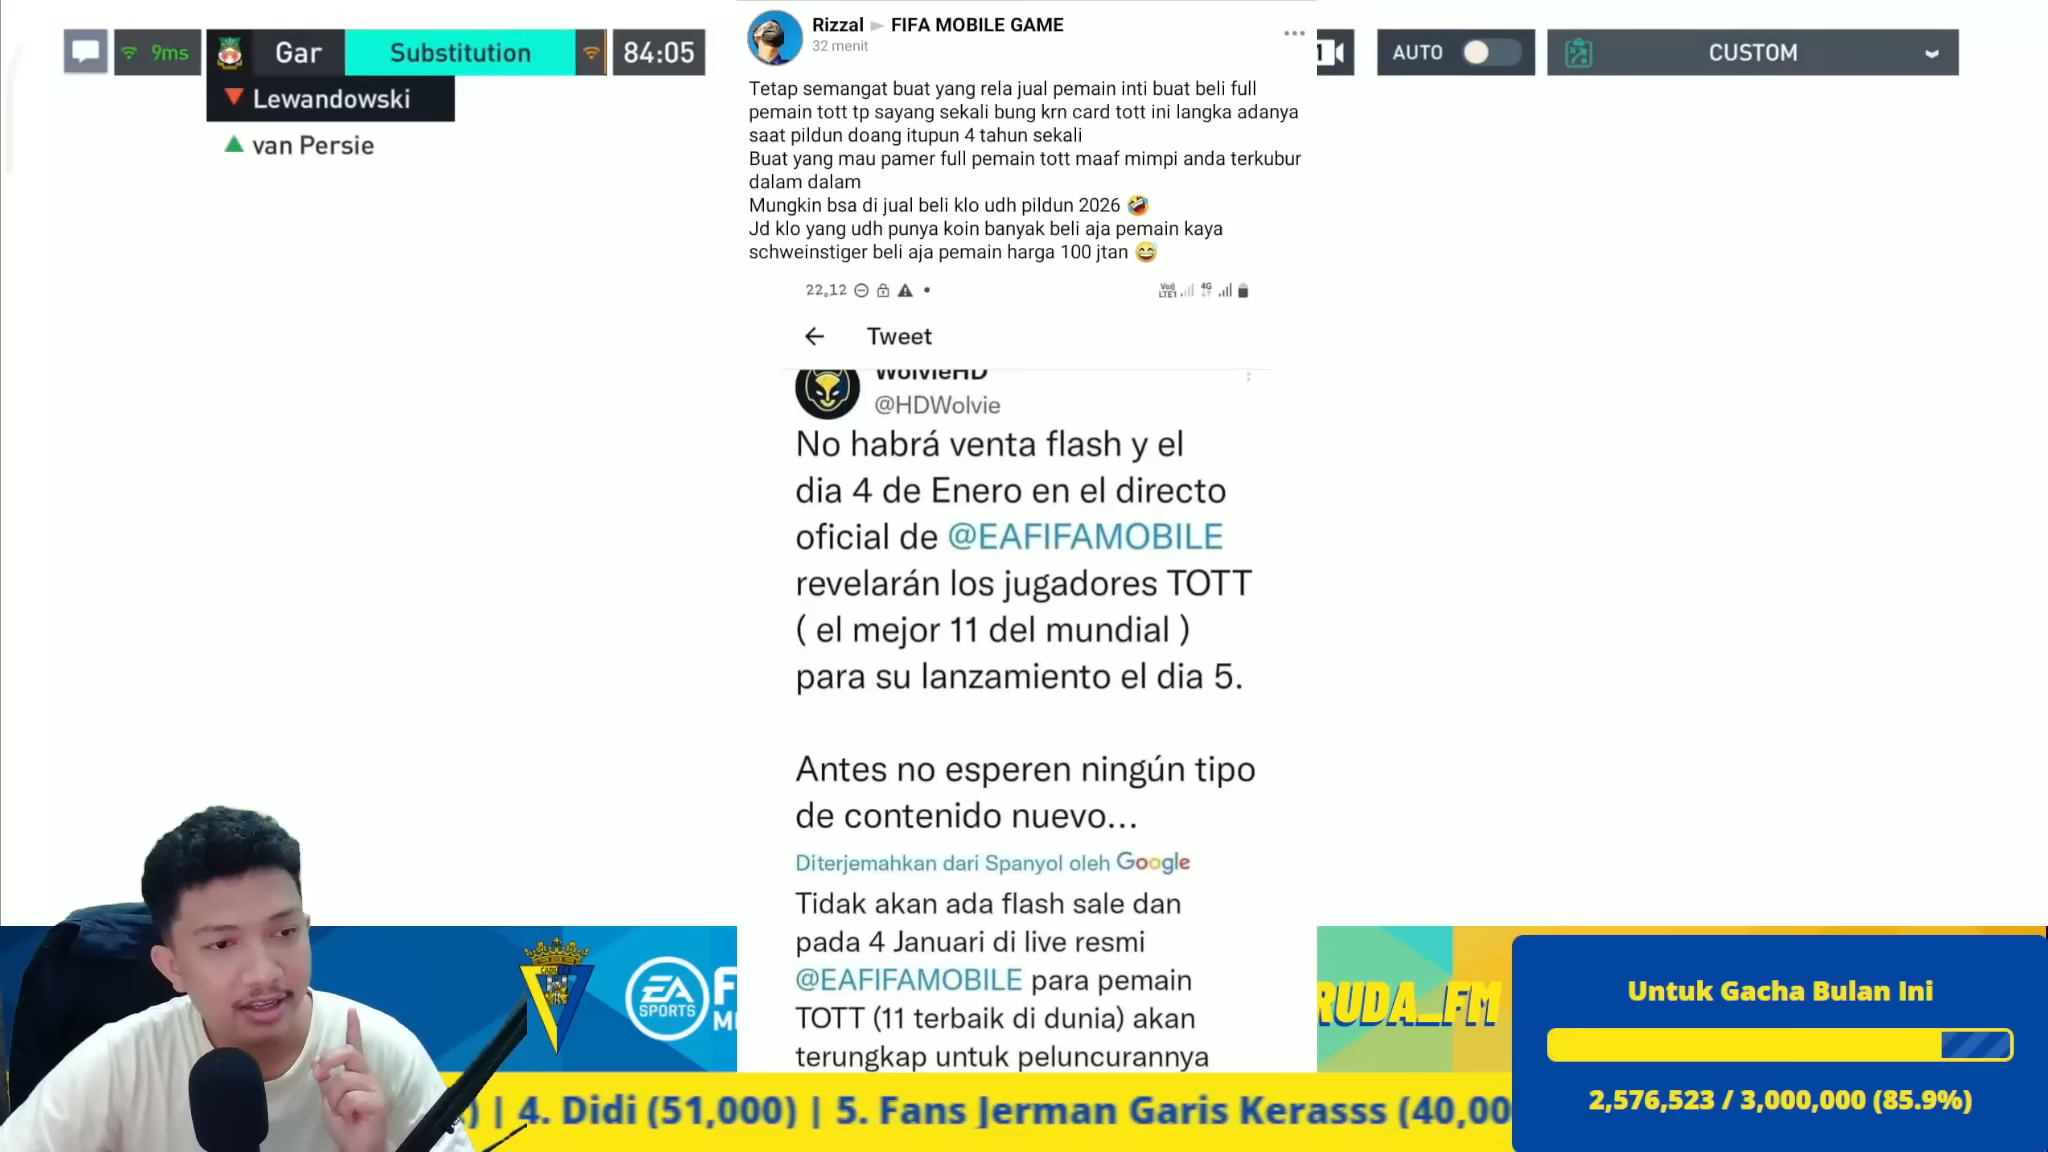 9ms
Gar
Substitution
84:05
Lewandowski
van Persie
Rizzal ► FIFA MOBILE GAME
32 menit
Tetap semangat buat yang rela jual pemain inti buat beli full
pemain tott tp sayang sekali bung krn card tott ini langka adanya
saat pildun doang itupun 4 tahun sekali
Buat yang mau pamer full pemain tott maaf mimpi anda terkubur
dalam dalam
Mungkin bsa di jual beli klo udh pildun 2026 🤣
Jd klo yang udh punya koin banyak beli aja pemain kaya
schweinstiger beli aja pemain harga 100 jtan 😅
1
AUTO
CUSTOM
22,12
Vo))
LTE1
4G
Tweet
WolvieHD
@HDWolvie
No habrá venta flash y el
dia 4 de Enero en el directo
oficial de @EAFIFAMOBILE
revelarán los jugadores TOTT
( el mejor 11 del mundial )
para su lanzamiento el dia 5.
Antes no esperen ningún tipo
de contenido nuevo...
Diterjemahkan dari Spanyol oleh Google
Tidak akan ada flash sale dan
pada 4 Januari di live resmi
@EAFIFAMOBILE para pemain
TOTT (11 terbaik di dunia) akan
terungkap untuk peluncurannya
CADIZ
EA
SPORTS
F
M
RUDA_FM
Untuk Gacha Bulan Ini
2,576,523 / 3,000,000 (85.9%)
) | 4. Didi (51,000) | 5. Fans Jerman Garis Kerasss (40,00